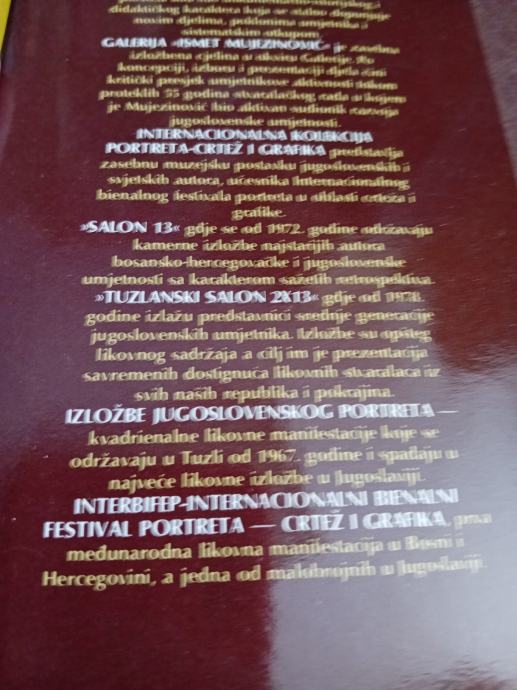 didaktičkog karaktera koja se stalno dopunjuje
novim djelima, poklonima umjetnika i
sistematskim otkupom.
GALERIJA »ISMET MUJEZINOVIĆ« je zasebna
izložbena cjelina u okviru Galerije. Po
koncepciji, izboru i prezentaciji djela čini
kritički presjek umjetnikove aktivnosti tokom
proteklih 55 godina stvaralačkog rada u kojem
je Mujezinović bio aktivan sudionik razvoja
jugoslovenske umjetnosti.
INTERNACIONALNA KOLEKCIJA
PORTRETA-CRTEŽ I GRAFIKA predstavlja
zasebnu muzejsku postavku jugoslovenskih i
svjetskih autora, učesnika Internacionalnog
bienalnog festivala portreta u oblasti crteža i
grafike.
»SALON 13« gdje se od 1972. godine održavaju
kamerne izložbe najstarijih autora
bosansko-hercegovačke i jugoslovenske
umjetnosti sa karakterom sažetih retrospektiva.
»TUZLANSKI SALON 2X13« gdje od 1978.
godine izlažu predstavnici srednje generacije
jugoslovenskih umjetnika. Izložbe su opšteg
likovnog sadržaja a cilj im je prezentacija
savremenih dostignuća likovnih stvaralaca iz
svih naših republika i pokrajina.
IZLOŽBE JUGOSLOVENSKOG PORTRETA —
kvadrienalne likovne manifestacije koje se
održavaju u Tuzli od 1967. godine i spadaju u
najveće likovne izložbe u Jugoslaviji.
INTERBIFEP-INTERNACIONALNI BIENALNI
FESTIVAL PORTRETA — CRTEŽ I GRAFIKA, prva
međunarodna likovna manifestacija u Bosni i
Hercegovini, a jedna od malobrojnih u Jugoslaviji.